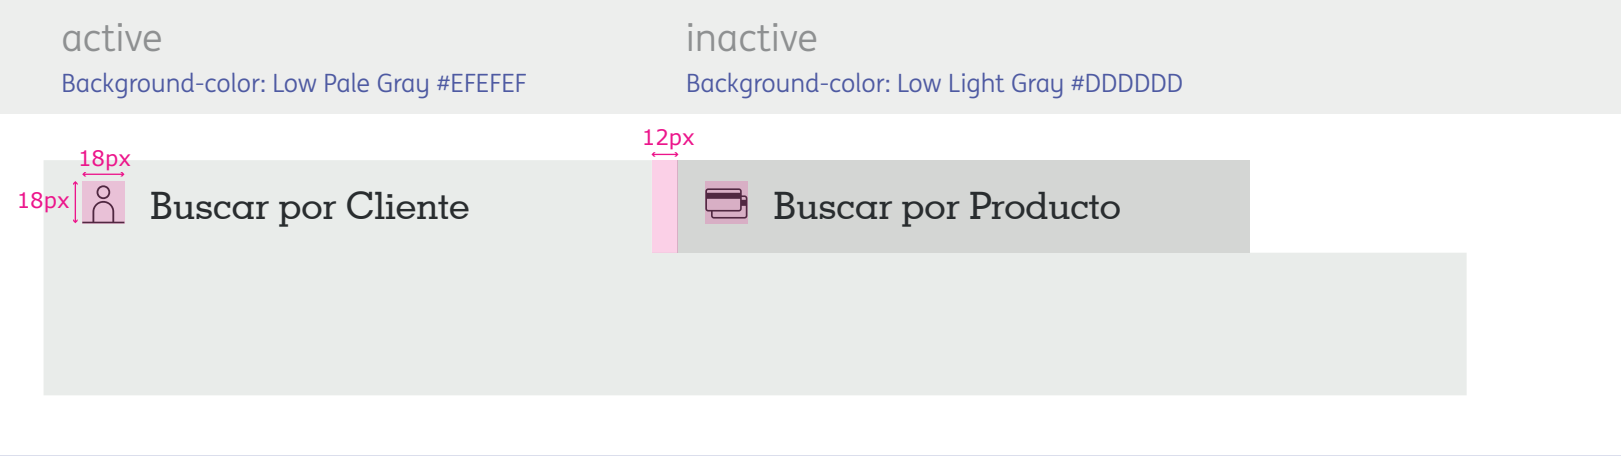 active
inactive
Background-color: Low Pale Gray #EFEFEF
Background-color: Low Light Gray #DDDDDD
12px
18px
18px
Buscar por Cliente
Buscar por Producto